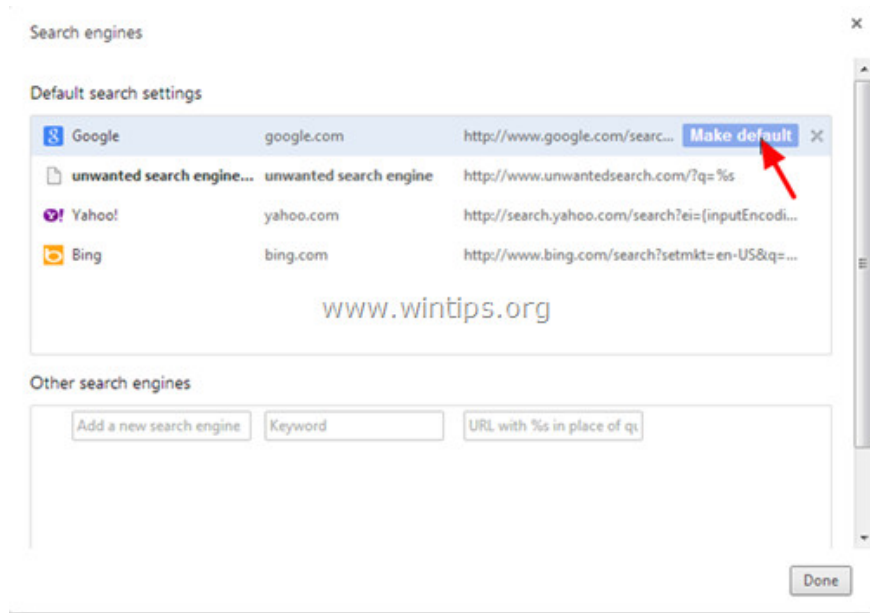 Search engines
Default search settings
Google google.com http://www.google.com/searc... Make default
unwanted search engine... unwanted search engine http://www.unwantedsearch.com/?q=%s
Yahoo! yahoo.com http://search.yahoo.com/search?ei={inputEncodi...
Bing bing.com http://www.bing.com/search?setmkt=en-US&q=...
www.wintips.org
Other search engines
Add a new search engine Keyword URL with %s in place of qu
Done